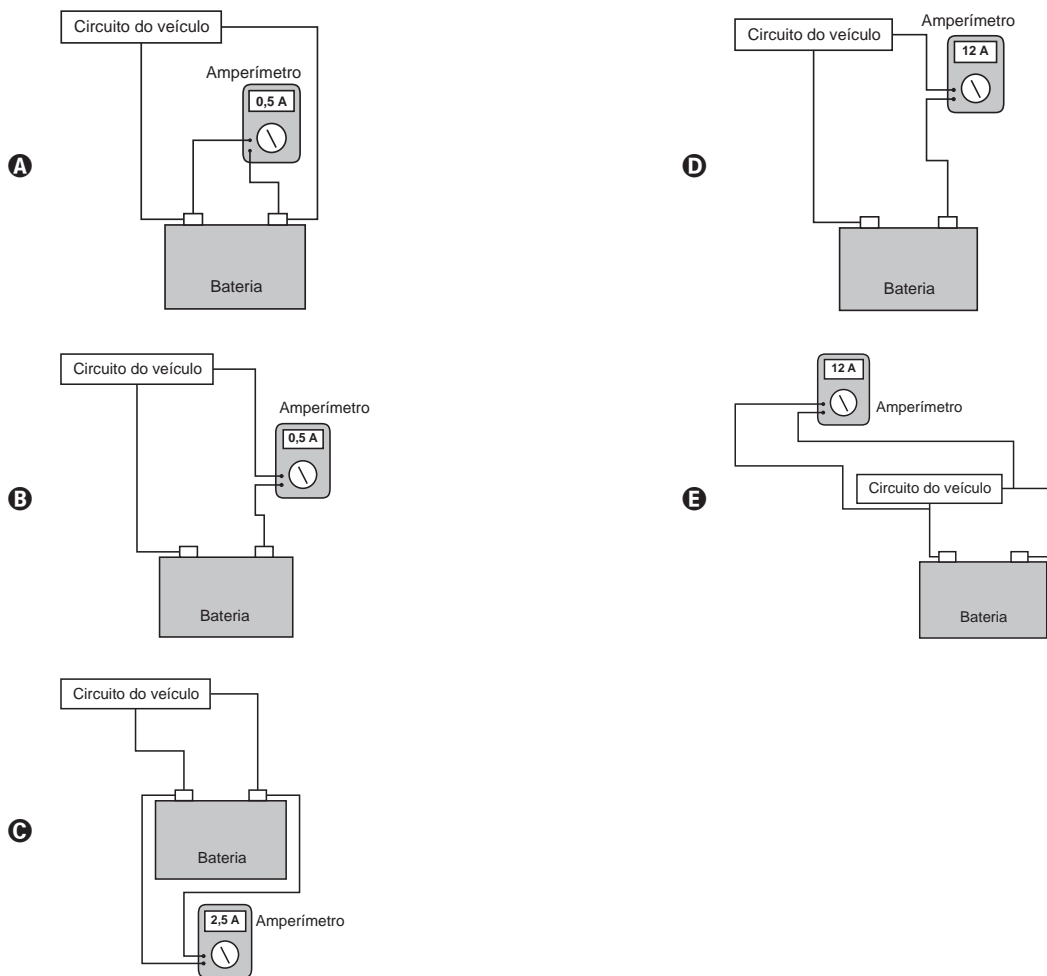 A
Circuito do veículo
Amperímetro
0,5 A
Bateria
B
Circuito do veículo
Amperímetro
0,5 A
Bateria
C
Circuito do veículo
Bateria
2,5 A
Amperímetro
D
Circuito do veículo
Amperímetro
12 A
Bateria
E
12 A
Amperímetro
Circuito do veículo
Bateria